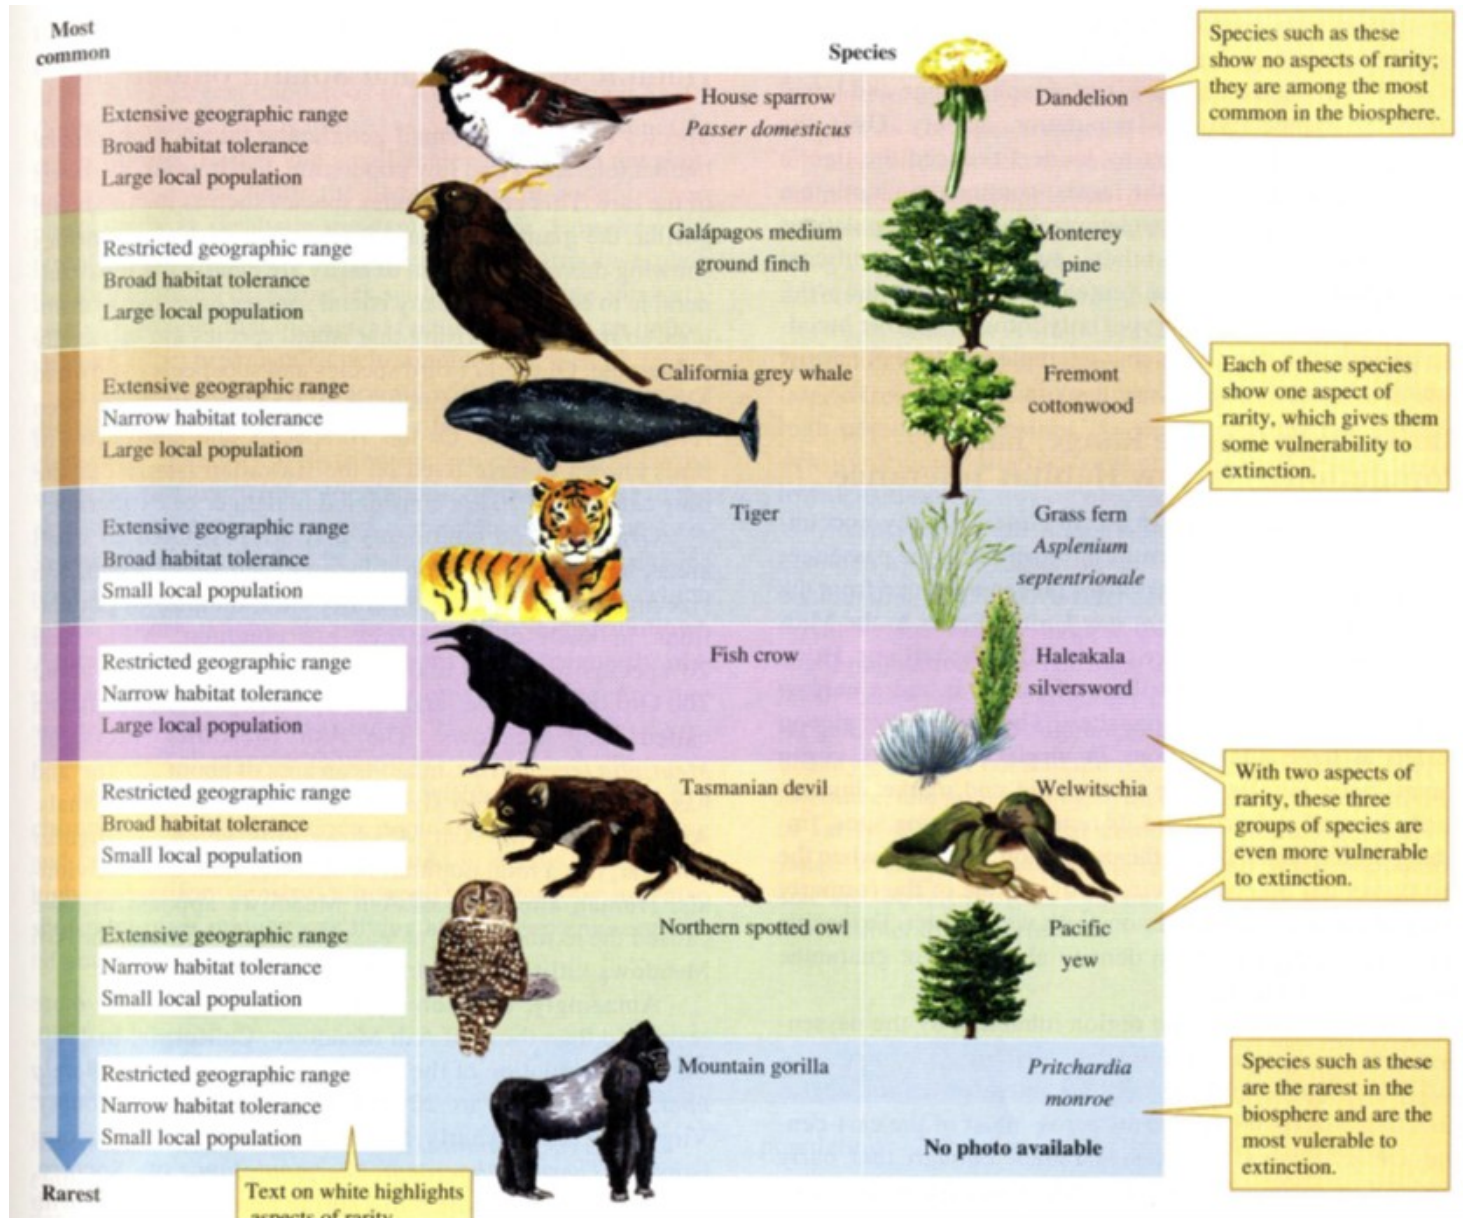 Most
common
Species
Species such as these
show no aspects of rarity;
they are among the most
common in the biosphere.
Extensive geographic range
Broad habitat tolerance
Large local population
House sparrow
Passer domesticus
Dandelion
Restricted geographic range
Broad habitat tolerance
Large local population
Galápagos medium
ground finch
Monterey
pine
Each of these species
show one aspect of
rarity, which gives them
some vulnerability to
extinction.
Extensive geographic range
Narrow habitat tolerance
Large local population
California grey whale
Fremont
cottonwood
Extensive geographic range
Broad habitat tolerance
Small local population
Tiger
Grass fern
Asplenium
septentrionale
Restricted geographic range
Narrow habitat tolerance
Large local population
Fish crow
Haleakala
silversword
With two aspects of
rarity, these three
groups of species are
even more vulnerable
to extinction.
Restricted geographic range
Broad habitat tolerance
Small local population
Tasmanian devil
Welwitschia
Extensive geographic range
Narrow habitat tolerance
Small local population
Northern spotted owl
Pacific
yew
Restricted geographic range
Narrow habitat tolerance
Small local population
Mountain gorilla
Pritchardia
monroe
No photo available
Species such as these
are the rarest in the
biosphere and are the
most vulerable to
extinction.
Rarest
Text on white highlights
aspects of rarity